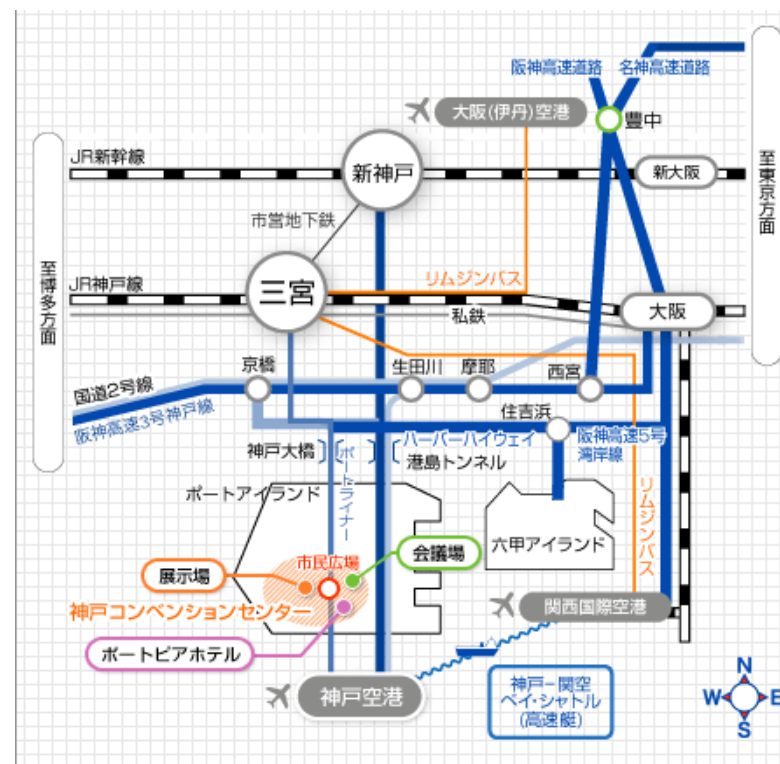 阪神高速道路
名神高速道路
大阪(伊丹)空港
豊中
至東京方面
JR新幹線
新神戸
新大阪
市営地下鉄
至博多方面
JR神戸線
三宮
リムジンバス
私鉄
大阪
京橋
生田川
摩耶
西宮
国道2号線
阪神高速3号神戸線
住吉浜
神戸大橋
ポートライナー
ハーバーハイウェイ
港島トンネル
阪神高速5号
湾岸線
リムジンバス
ポートアイランド
六甲アイランド
市民広場
会議場
展示場
神戸コンベンションセンター
ポートピアホテル
関西国際空港
神戸空港
神戸−関空
ベイ・シャトル
(高速艇)
N
W
E
S